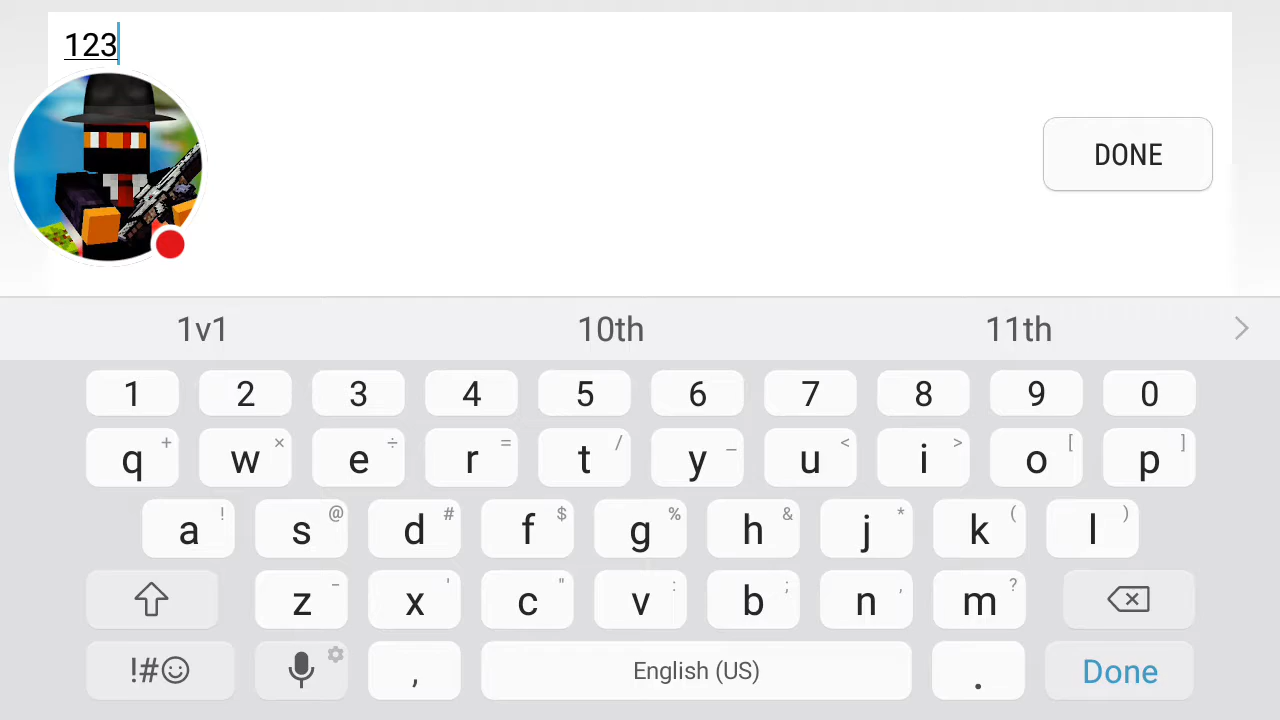 123
DONE
1v1 10th 11th
1 2 3 4 5 6 7 8 9 0
q + w × e ÷ r = t / y _ u < i > o [ p ]
a ! s @ d # f $ g % h & j * k ( l )
z - x ' c " v : b ; n , m ?
!#☺ , English (US) . Done